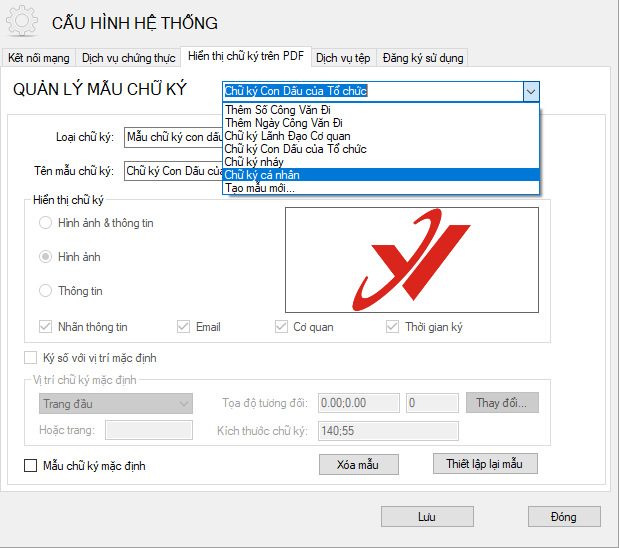 CẤU HÌNH HỆ THỐNG
Kết nối mạng Dịch vụ chứng thực Hiển thị chữ ký trên PDF Dịch vụ tệp Đăng ký sử dụng
QUẢN LÝ MẪU CHỮ KÝ Chữ ký Con Dấu của Tổ chức
Thêm Số Công Văn Đi
Thêm Ngày Công Văn Đi
Loại chữ ký: Mẫu chữ ký con dấu Chữ ký Lãnh Đạo Cơ quan
Chữ ký Con Dấu của Tổ chức
Chữ ký nháy
Tên mẫu chữ ký: Chữ ký Con Dấu của Chữ ký cá nhân
Tạo mẫu mới...
Hiển thị chữ ký
Hình ảnh & thông tin
Hình ảnh
Thông tin
Nhãn thông tin Email Cơ quan Thời gian ký
Ký số với vị trí mặc định
Vị trí chữ ký mặc định
Trang đầu Tọa độ tương đối: 0.00;0.00 0 Thay đổi...
Hoặc trang: Kích thước chữ ký: 140;55
Mẫu chữ ký mặc định Xóa mẫu Thiết lập lại mẫu
Lưu Đóng